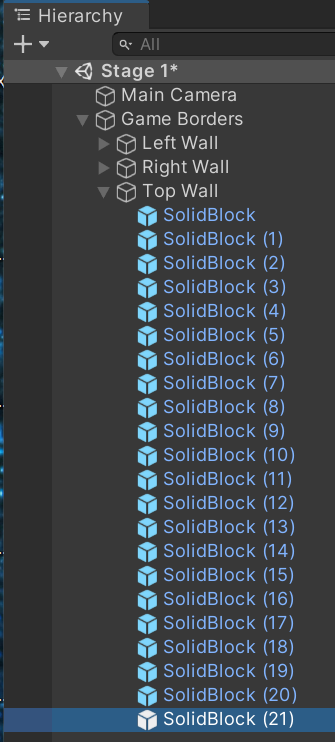 Hierarchy
All
Stage 1*
Main Camera
Game Borders
Left Wall
Right Wall
Top Wall
SolidBlock
SolidBlock (1)
SolidBlock (2)
SolidBlock (3)
SolidBlock (4)
SolidBlock (5)
SolidBlock (6)
SolidBlock (7)
SolidBlock (8)
SolidBlock (9)
SolidBlock (10)
SolidBlock (11)
SolidBlock (12)
SolidBlock (13)
SolidBlock (14)
SolidBlock (15)
SolidBlock (16)
SolidBlock (17)
SolidBlock (18)
SolidBlock (19)
SolidBlock (20)
SolidBlock (21)